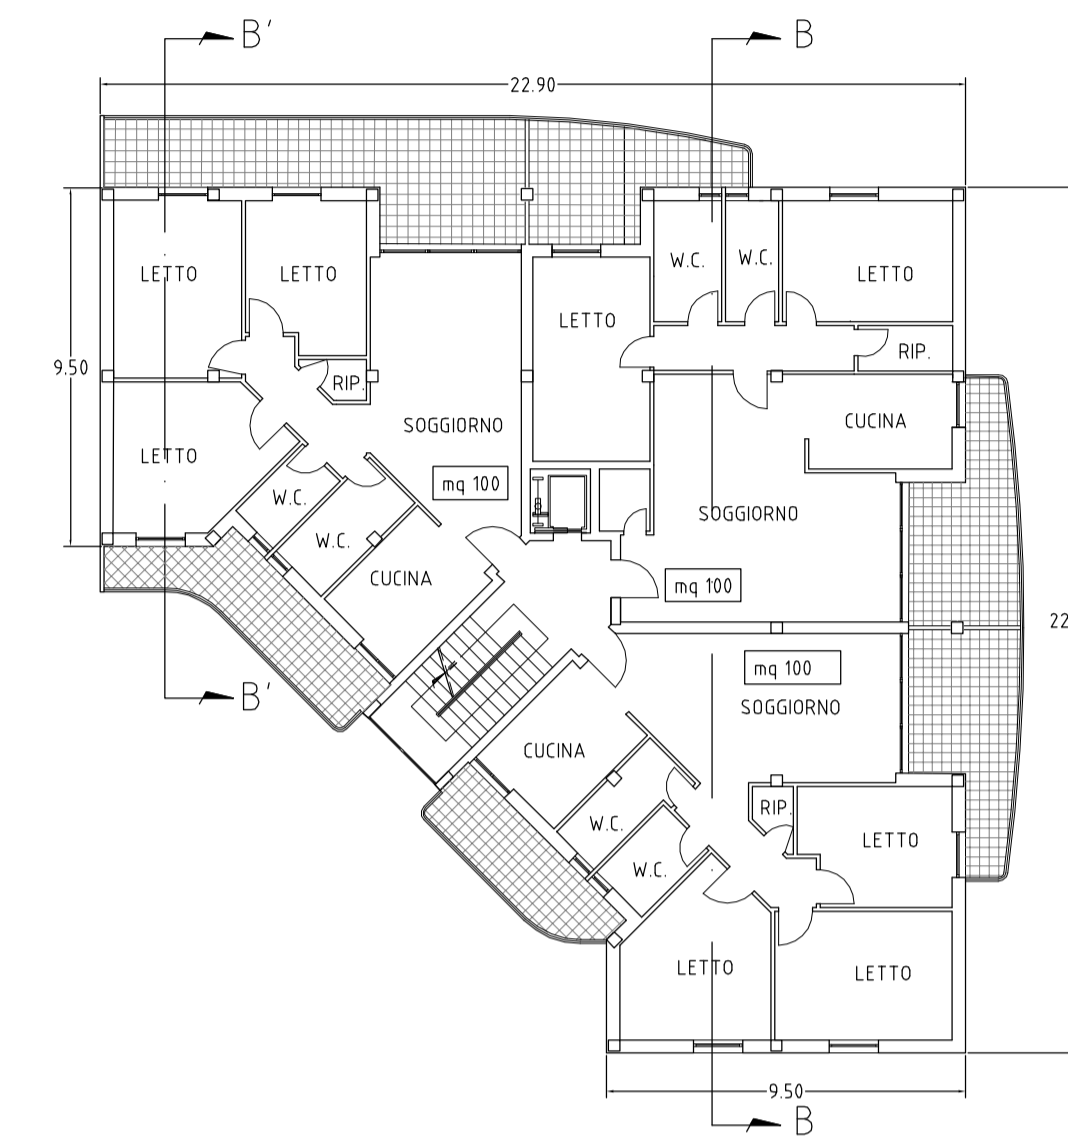 B'
B
22.90
W.C.
W.C.
LETTO
LETTO
LETTO
LETTO
RIP.
9.50
RIP.
SOGGIORNO
CUCINA
LETTO
mq 100
W.C.
SOGGIORNO
W.C.
CUCINA
mq 100
22
mq 100
B'
SOGGIORNO
CUCINA
RIP.
W.C.
LETTO
W.C.
LETTO
LETTO
9.50
B